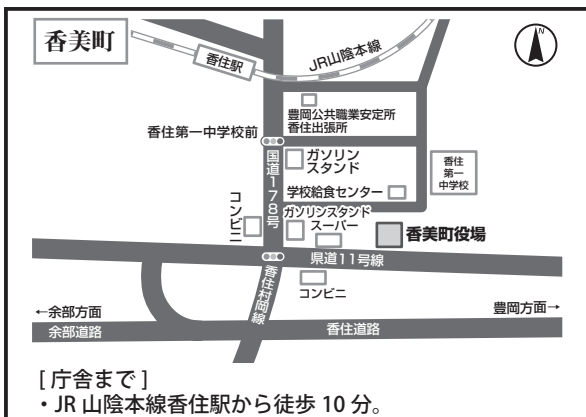 香美町
N
JR山陰本線
香住駅
豊岡公共職業安定所
香住出張所
香住第一中学校前
国道178号
ガソリン
スタンド
香住
第一
中学校
学校給食センター
コンビニ
ガソリンスタンド
スーパー
香美町役場
県道11号線
コンビニ
香住村岡線
←余部方面
豊岡方面→
余部道路
香住道路
[庁舎まで]
・JR 山陰本線香住駅から徒歩 10 分。